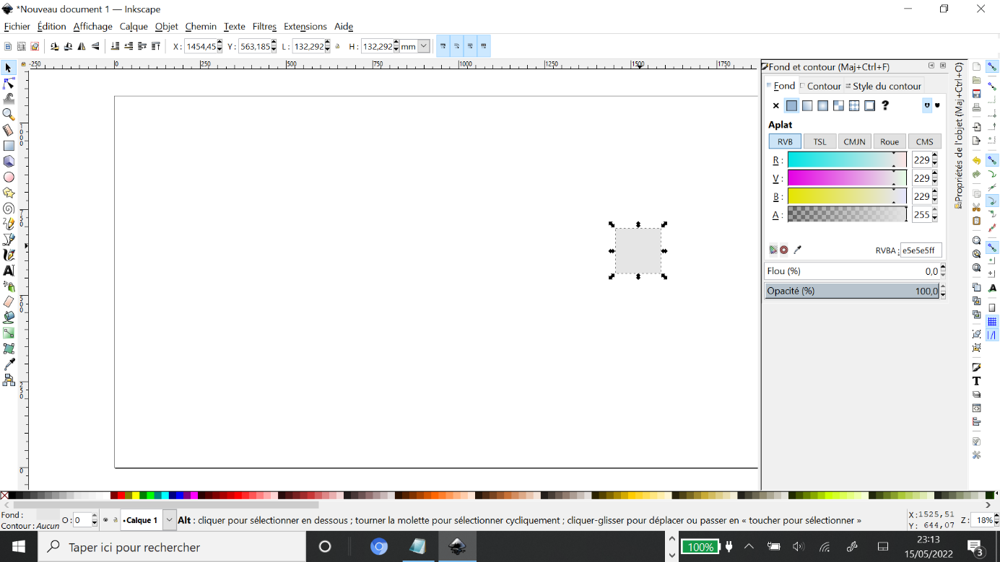 *Nouveau document 1 — Inkscape
Fichier Édition Affichage Calque Objet Chemin Texte Filtres Extensions Aide
X : 1454,45 Y : 563,185 L : 132,292 H : 132,292 mm
-250 0 250 500 750 1000 1250 1500 1750
1000
750
500
250
0
Fond et contour (Maj+Ctrl+F)
Propriétés de l'objet (Maj+Ctrl+O)
Fond Contour Style du contour
Aplat
RVB TSL CMJN Roue CMS
R : 229
V : 229
B : 229
A : 255
RVBA : e5e5e5ff
Flou (%) 0,0
Opacité (%) 100,0
Fond :
Contour : Aucun
O : 0
•Calque 1
Alt : cliquer pour sélectionner en dessous ; tourner la molette pour sélectionner cycliquement ; cliquer-glisser pour déplacer ou passer en « toucher pour sélectionner »
X: 1525,51
Y: 644,07
Z : 18%
Taper ici pour rechercher
100%
23:13
15/05/2022
3